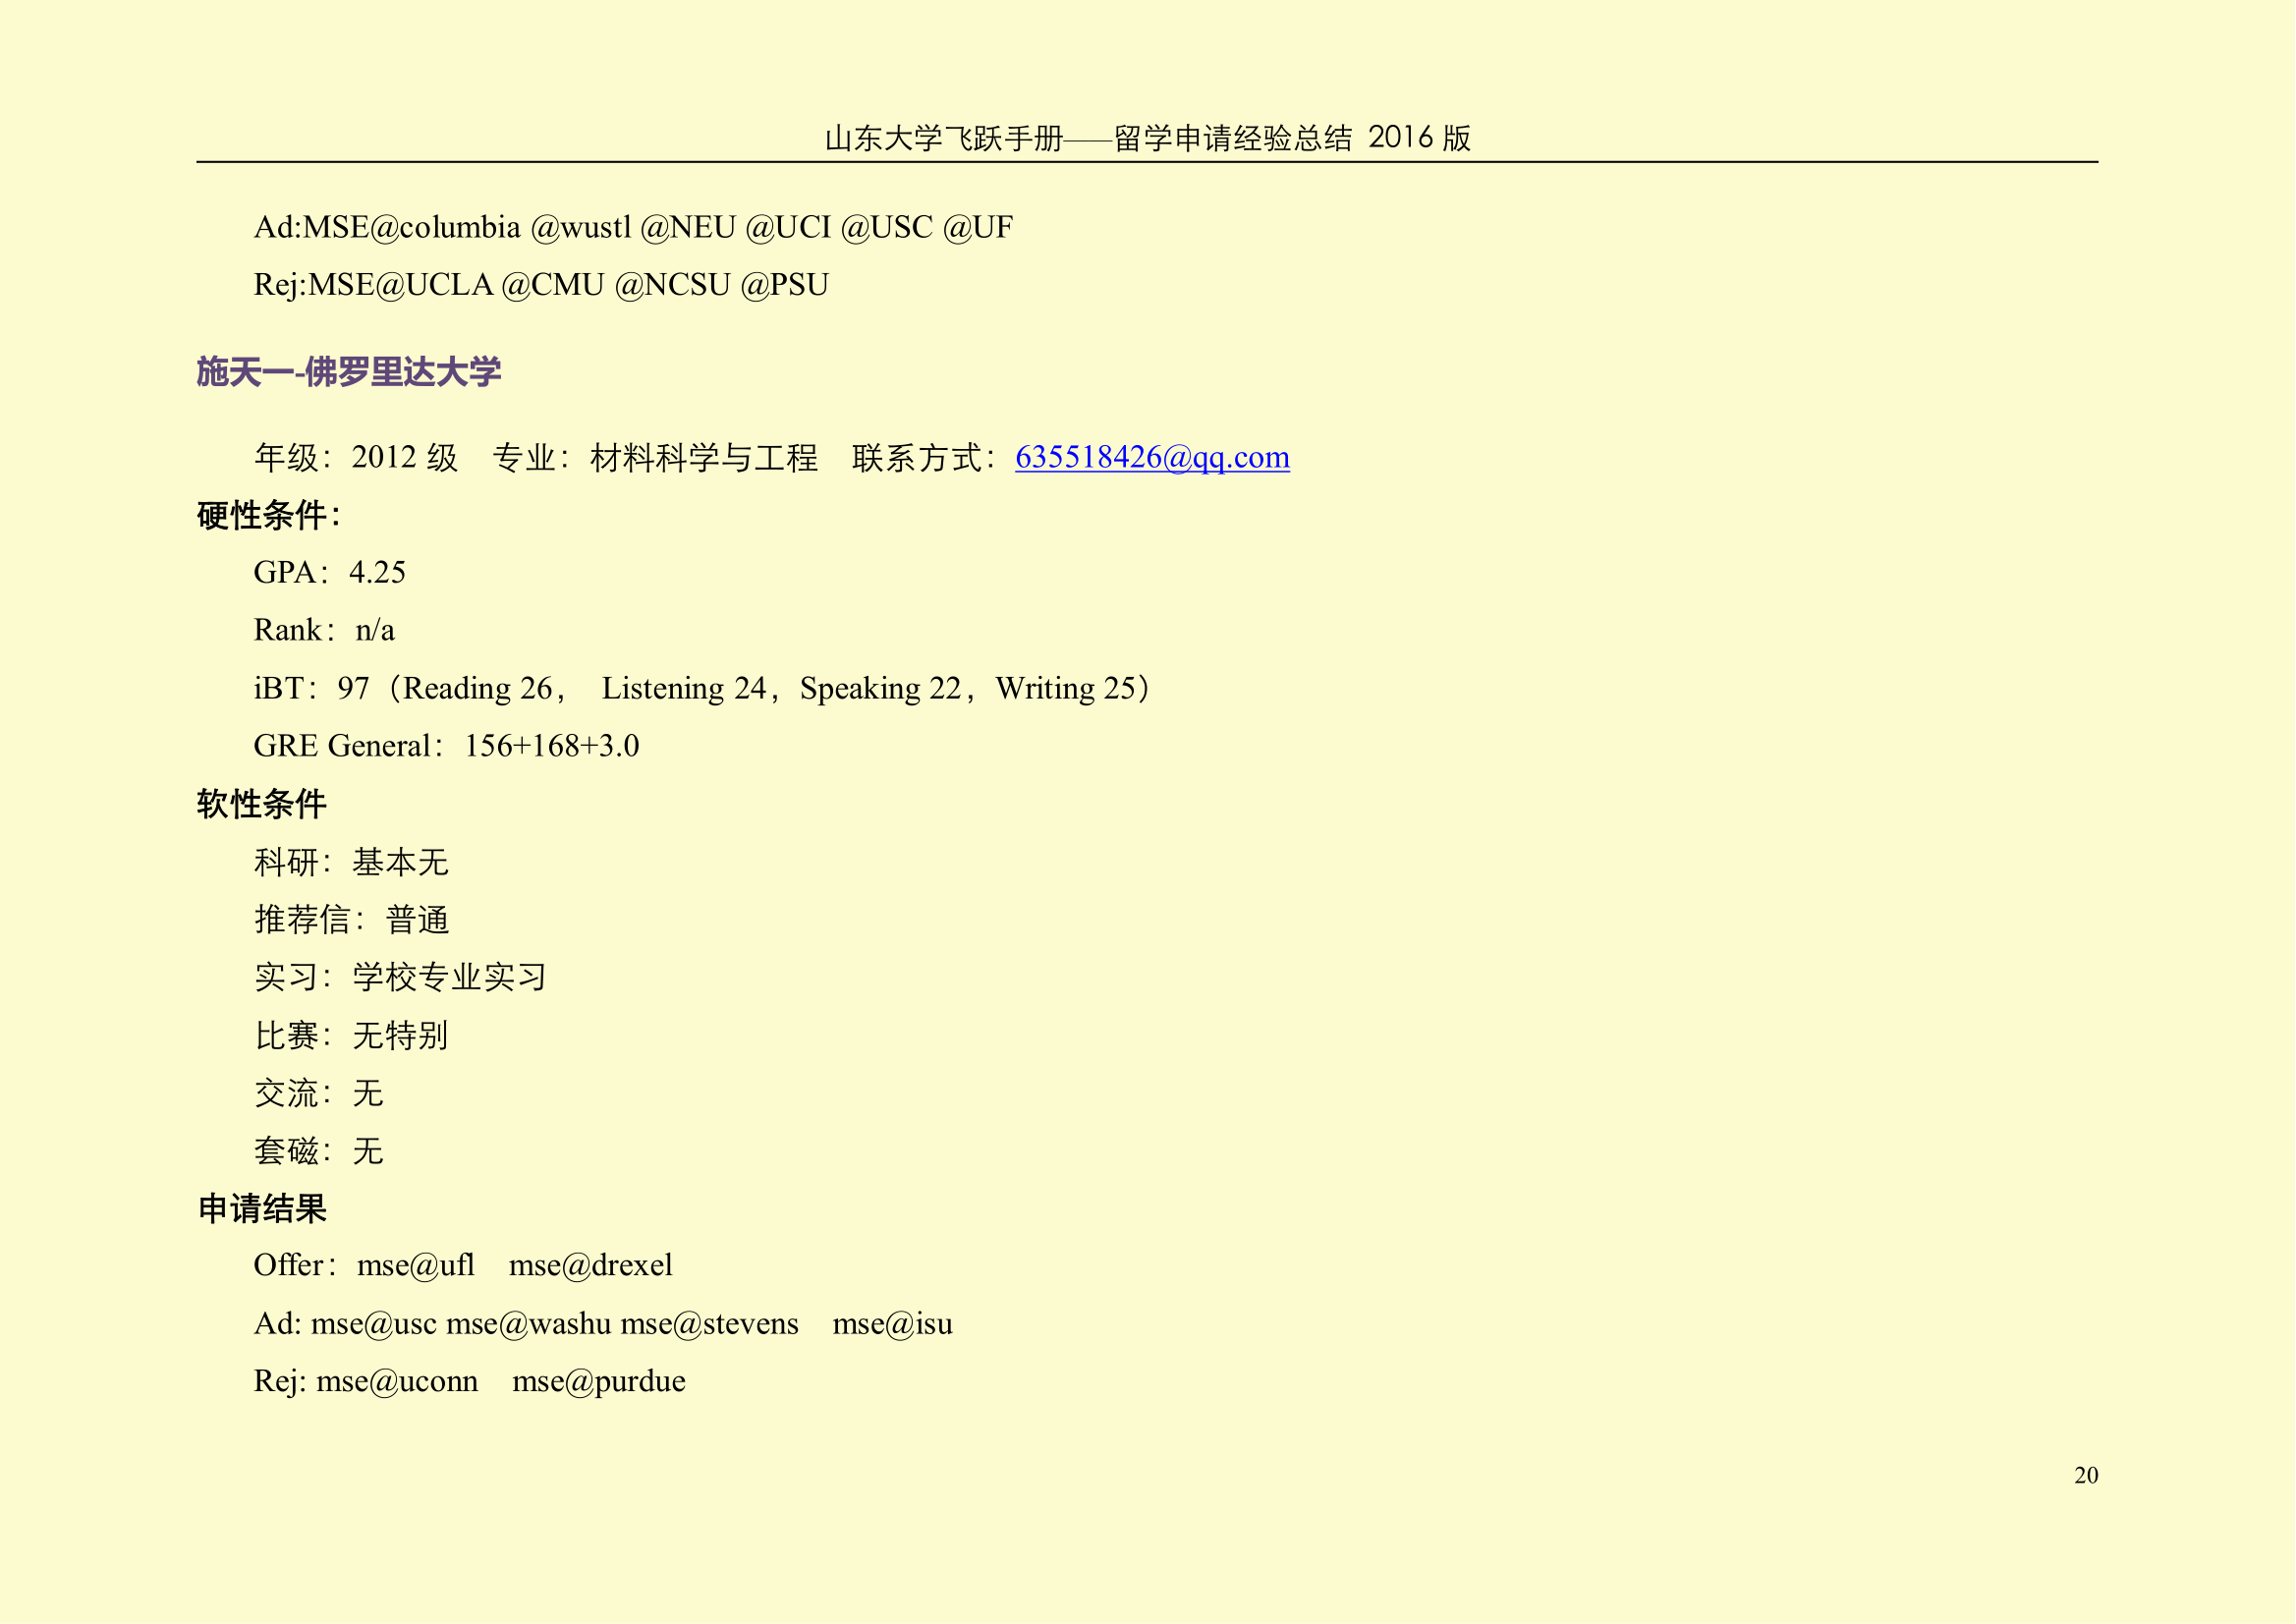 山东大学飞跃手册——留学申请经验总结 2016 版
Ad:MSE@columbia @wustl @NEU @UCI @USC @UF
Rej:MSE@UCLA @CMU @NCSU @PSU
施天一-佛罗里达大学
年级：2012 级　专业：材料科学与工程　联系方式：635518426@qq.com
硬性条件：
GPA：4.25
Rank：n/a
iBT：97（Reading 26，　Listening 24，Speaking 22，Writing 25）
GRE General：156+168+3.0
软性条件
科研：基本无
推荐信：普通
实习：学校专业实习
比赛：无特别
交流：无
套磁：无
申请结果
Offer：mse@ufl　mse@drexel
Ad: mse@usc mse@washu mse@stevens　mse@isu
Rej: mse@uconn　mse@purdue
20